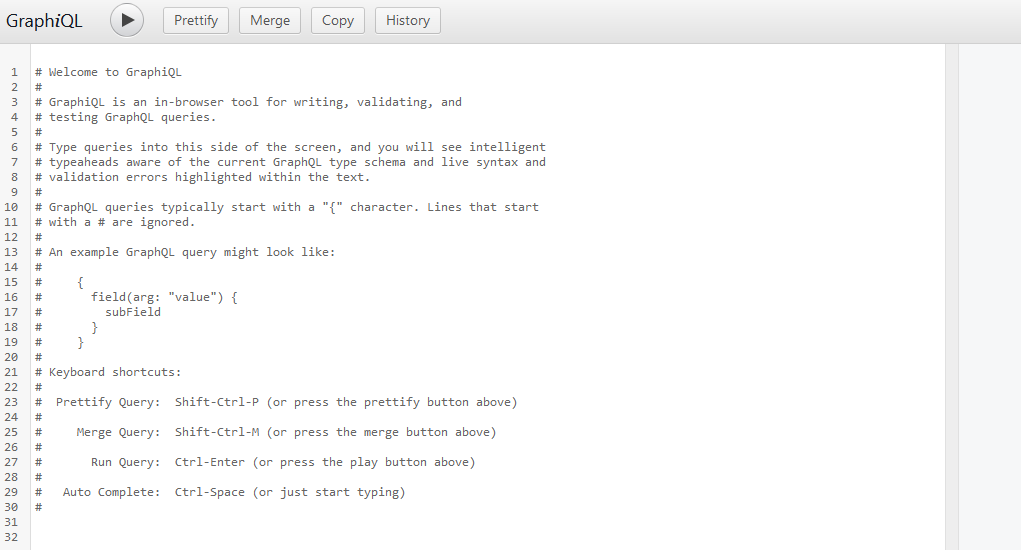 GraphiQL Prettify Merge Copy History
1 # Welcome to GraphiQL
2 #
3 # GraphiQL is an in-browser tool for writing, validating, and
4 # testing GraphQL queries.
5 #
6 # Type queries into this side of the screen, and you will see intelligent
7 # typeaheads aware of the current GraphQL type schema and live syntax and
8 # validation errors highlighted within the text.
9 #
10 # GraphQL queries typically start with a "{" character. Lines that start
11 # with a # are ignored.
12 #
13 # An example GraphQL query might look like:
14 #
15 #     {
16 #       field(arg: "value") {
17 #         subField
18 #       }
19 #     }
20 #
21 # Keyboard shortcuts:
22 #
23 #  Prettify Query:  Shift-Ctrl-P (or press the prettify button above)
24 #
25 #     Merge Query:  Shift-Ctrl-M (or press the merge button above)
26 #
27 #       Run Query:  Ctrl-Enter (or press the play button above)
28 #
29 #   Auto Complete:  Ctrl-Space (or just start typing)
30 #
31
32